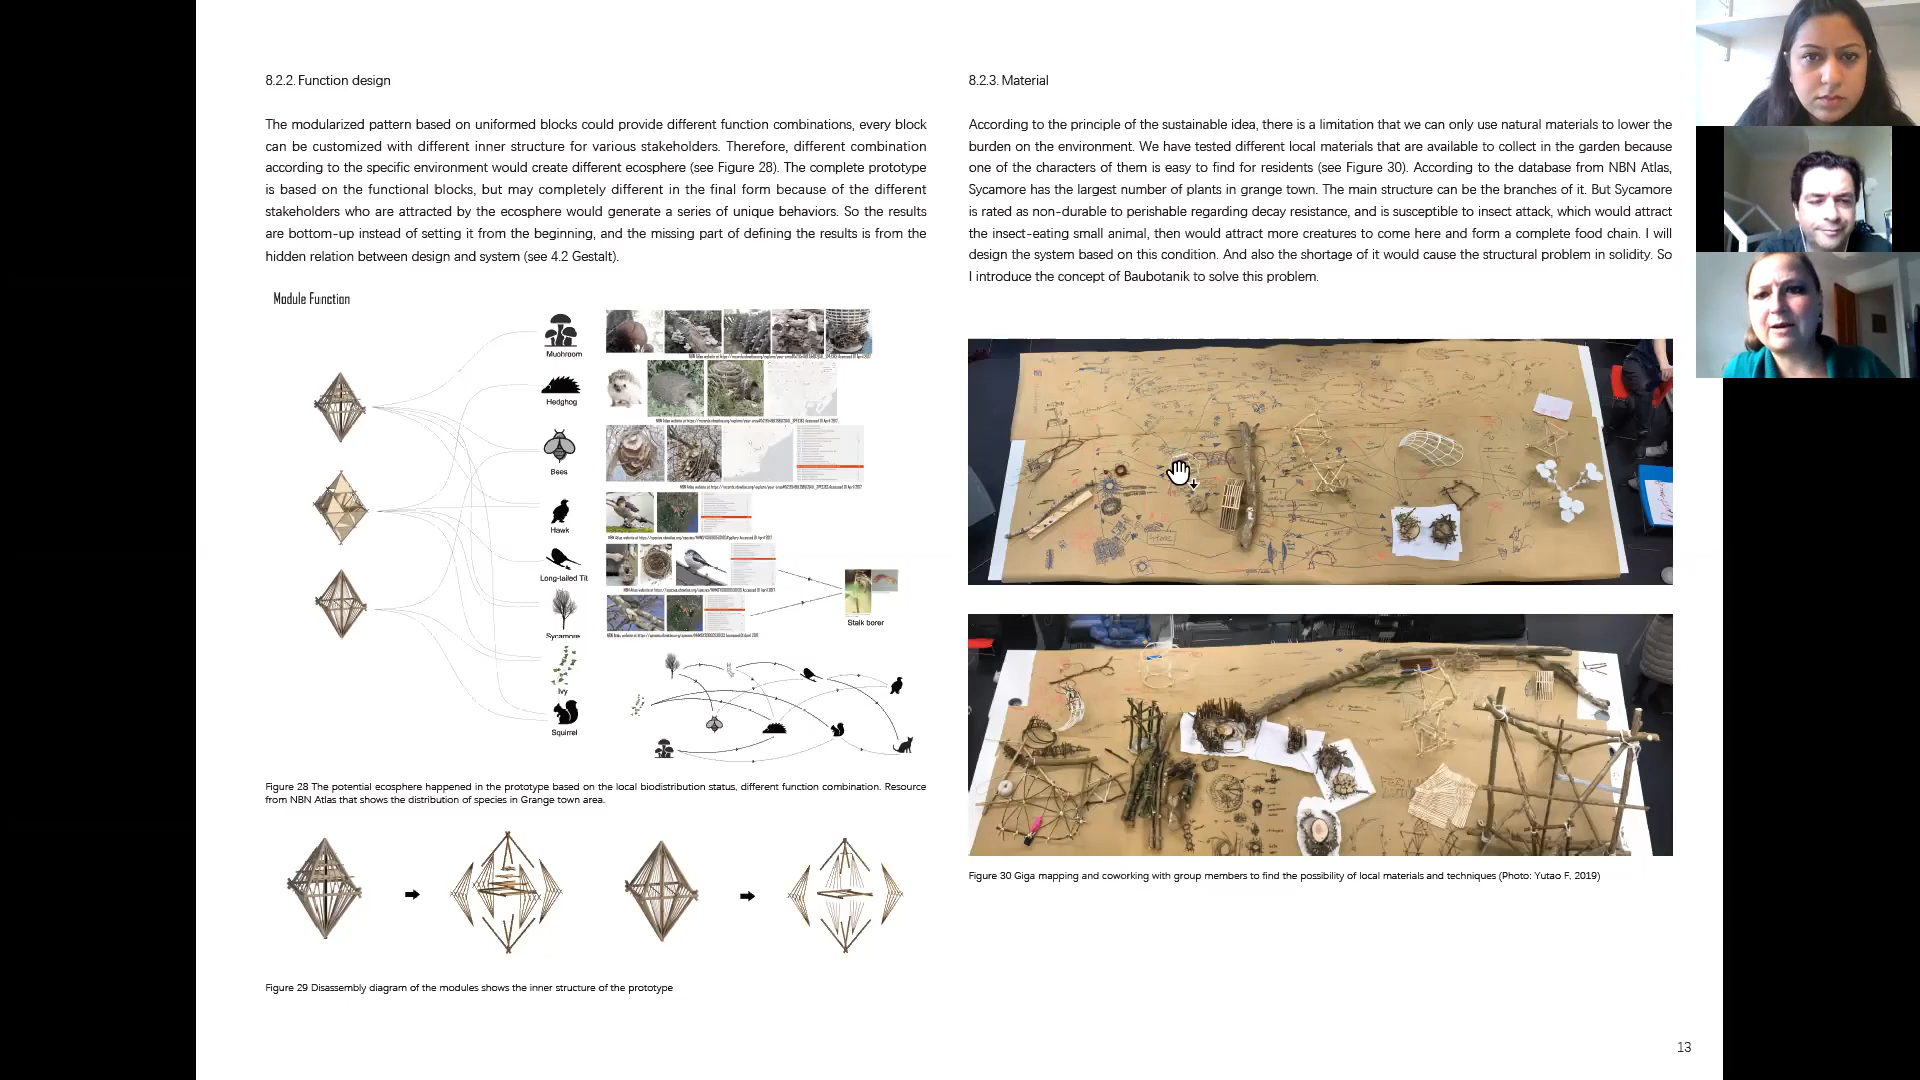 8.2.2. Function design
The modularized pattern based on uniformed blocks could provide different function combinations, every block
can be customized with different inner structure for various stakeholders. Therefore, different combination
according to the specific environment would create different ecosphere (see Figure 28). The complete prototype
is based on the functional blocks, but may completely different in the final form because of the different
stakeholders who are attracted by the ecosphere would generate a series of unique behaviors. So the results
are bottom-up instead of setting it from the beginning, and the missing part of defining the results is from the
hidden relation between design and system (see 4.2 Gestalt).
Module Function
Muchroom
Hedghog
Bees
Hawk
Long-tailed Tit
Sycamore
Ivy
Squirrel
Stalk borer
Figure 28 The potential ecosphere happened in the prototype based on the local biodistribution status, different function combination. Resource
from NBN Atlas that shows the distribution of species in Grange town area.
Figure 29 Disassembly diagram of the modules shows the inner structure of the prototype
8.2.3. Material
According to the principle of the sustainable idea, there is a limitation that we can only use natural materials to lower the
burden on the environment. We have tested different local materials that are available to collect in the garden because
one of the characters of them is easy to find for residents (see Figure 30). According to the database from NBN Atlas,
Sycamore has the largest number of plants in grange town. The main structure can be the branches of it. But Sycamore
is rated as non-durable to perishable regarding decay resistance, and is susceptible to insect attack, which would attract
the insect-eating small animal, then would attract more creatures to come here and form a complete food chain. I will
design the system based on this condition. And also the shortage of it would cause the structural problem in solidity. So
I introduce the concept of Baubotanik to solve this problem.
Figure 30 Giga mapping and coworking with group members to find the possibility of local materials and techniques (Photo: Yutao F, 2019)
13